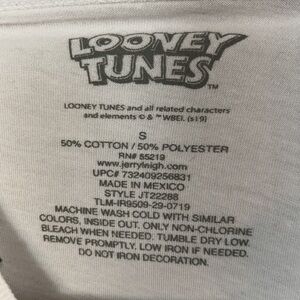 LOONEY
TUNES™
LOONEY TUNES and all related characters
and elements © & ™ WBEI. (s19)
S
50% COTTON / 50% POLYESTER
RN# 55219
www.jerryleigh.com
UPC# 732409256831
MADE IN MEXICO
STYLE JT22288
TLM-IR9509-29-0719
MACHINE WASH COLD WITH SIMILAR
COLORS, INSIDE OUT. ONLY NON-CHLORINE
BLEACH WHEN NEEDED. TUMBLE DRY LOW.
REMOVE PROMPTLY. LOW IRON IF NEEDED.
DO NOT IRON DECORATION.